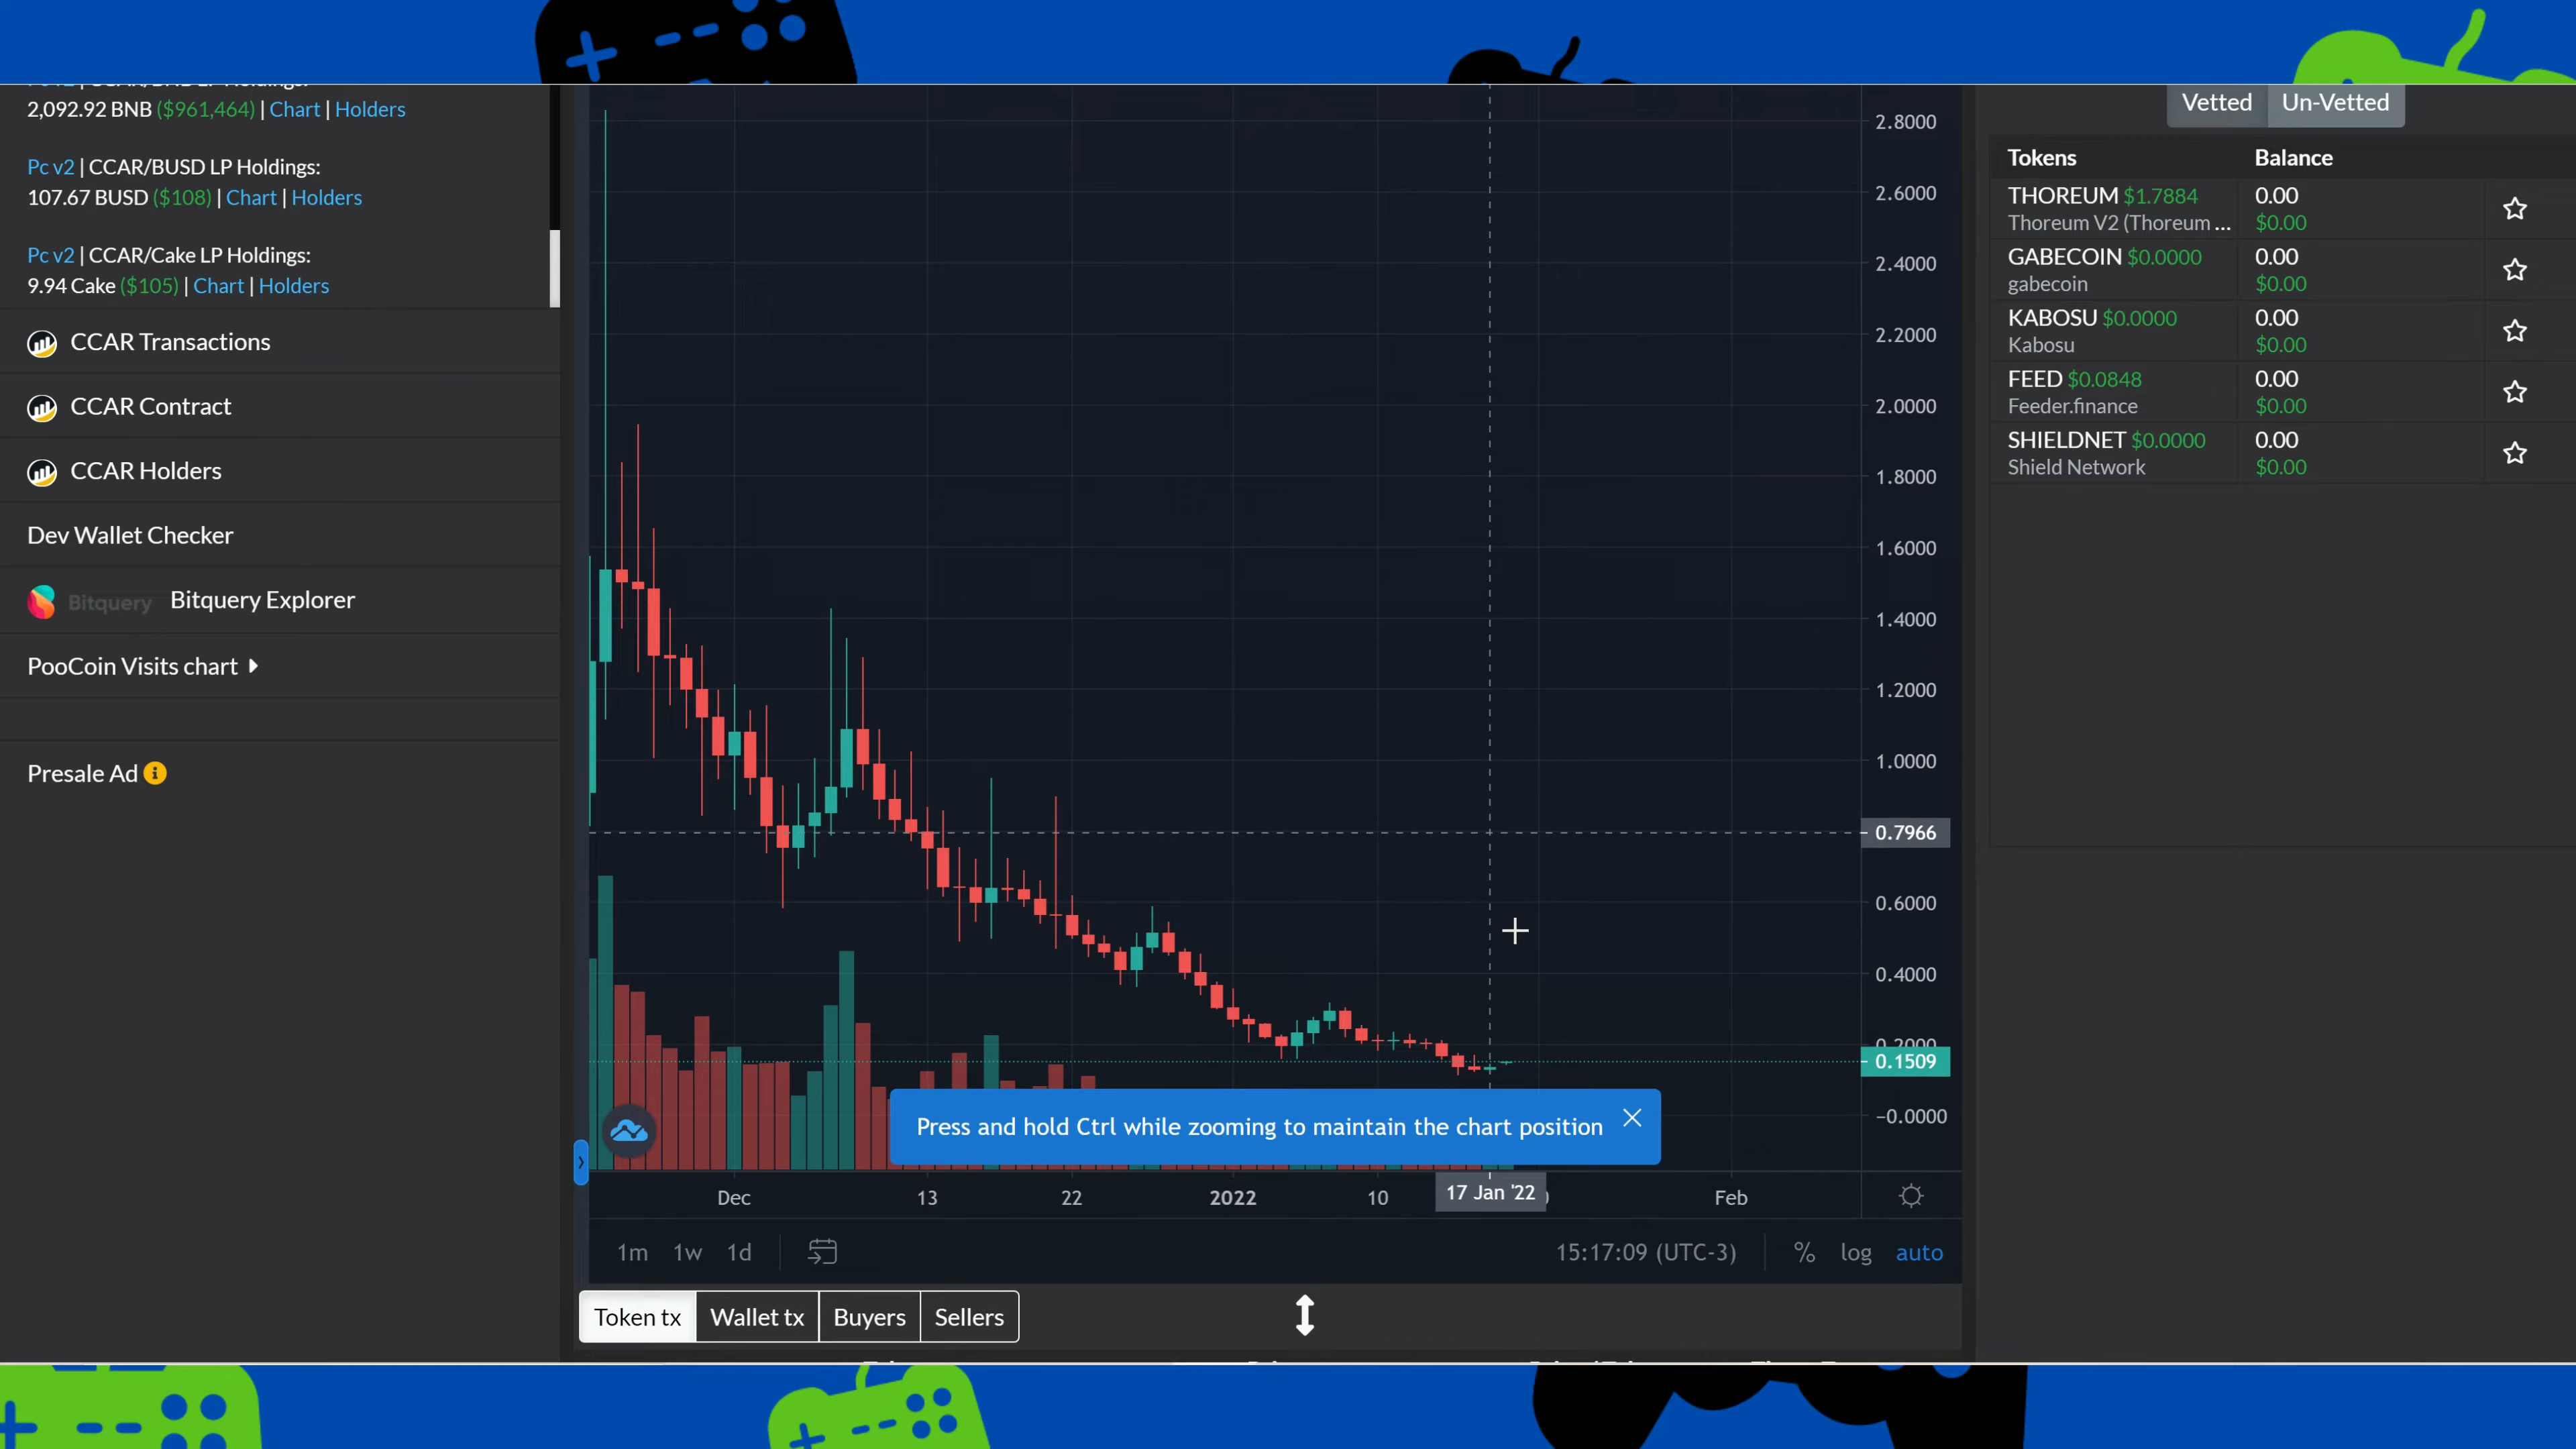 2,092.92 BNB ($961,464) | Chart | Holders
Pc v2 | CCAR/BUSD LP Holdings:
107.67 BUSD ($108) | Chart | Holders
Pc v2 | CCAR/Cake LP Holdings:
9.94 Cake ($105) | Chart | Holders
CCAR Transactions
CCAR Contract
CCAR Holders
Dev Wallet Checker
Bitquery Bitquery Explorer
PooCoin Visits chart
Presale Ad
2.8000
2.6000
2.4000
2.2000
2.0000
1.8000
1.6000
1.4000
1.2000
1.0000
0.7966
0.6000
0.4000
0.2000
0.1509
−0.0000
Press and hold Ctrl while zooming to maintain the chart position
Dec 13 22 2022 10 17 Jan '22 Feb
1m 1w 1d
15:17:09 (UTC-3) % log auto
Token tx Wallet tx Buyers Sellers
Vetted Un-Vetted
Tokens Balance
THOREUM $1.7884 0.00
Thoreum V2 (Thoreum ... $0.00
GABECOIN $0.0000 0.00
gabecoin $0.00
KABOSU $0.0000 0.00
Kabosu $0.00
FEED $0.0848 0.00
Feeder.finance $0.00
SHIELDNET $0.0000 0.00
Shield Network $0.00